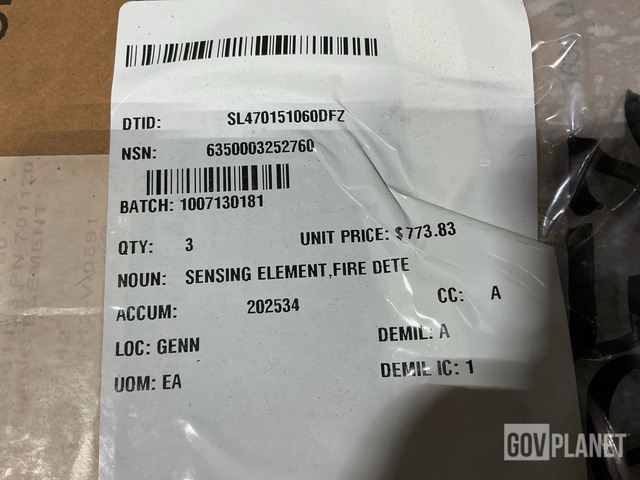 DTID: SL470151060DFZ
NSN: 6350003252760
BATCH: 1007130181
QTY: 3 UNIT PRICE: $773.83
NOUN: SENSING ELEMENT,FIRE DETE
ACCUM: 202534 CC: A
LOC: GENN DEMIL: A
UOM: EA DEMIL IC: 1
GOVPLANET